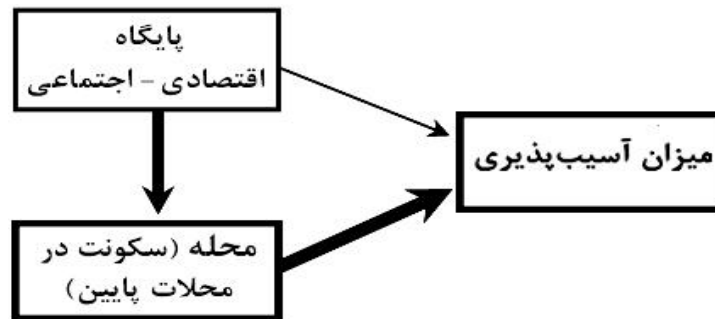 پایگاه
اقتصادی - اجتماعی
میزان آسیب‌پذیری
محله (سکونت در
محلات پایین)